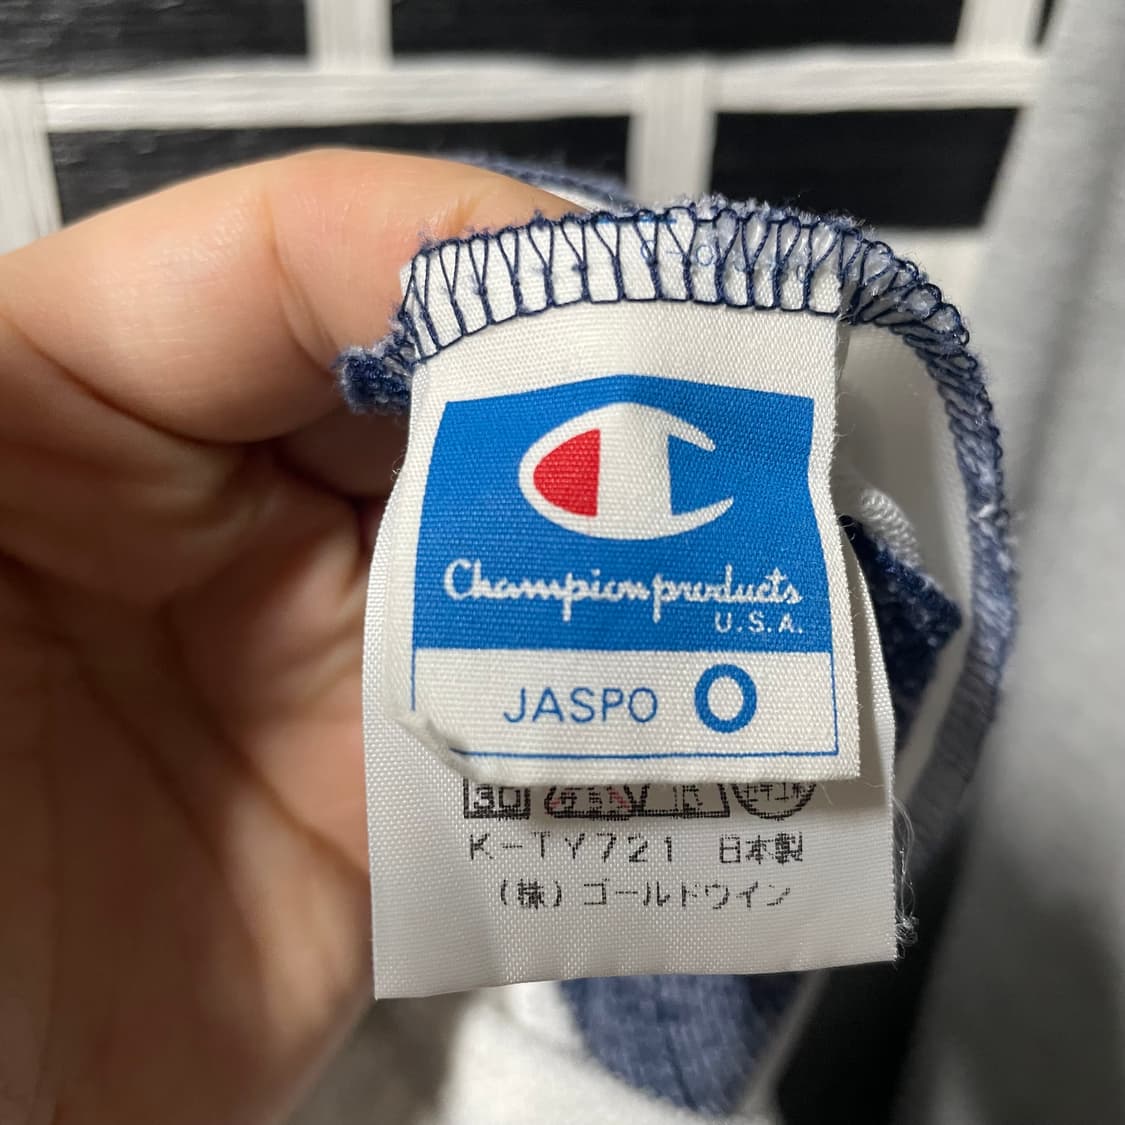 Champion products
U.S.A.
JASPO O
30
K-TY721 日本製
(株)ゴールドウイン